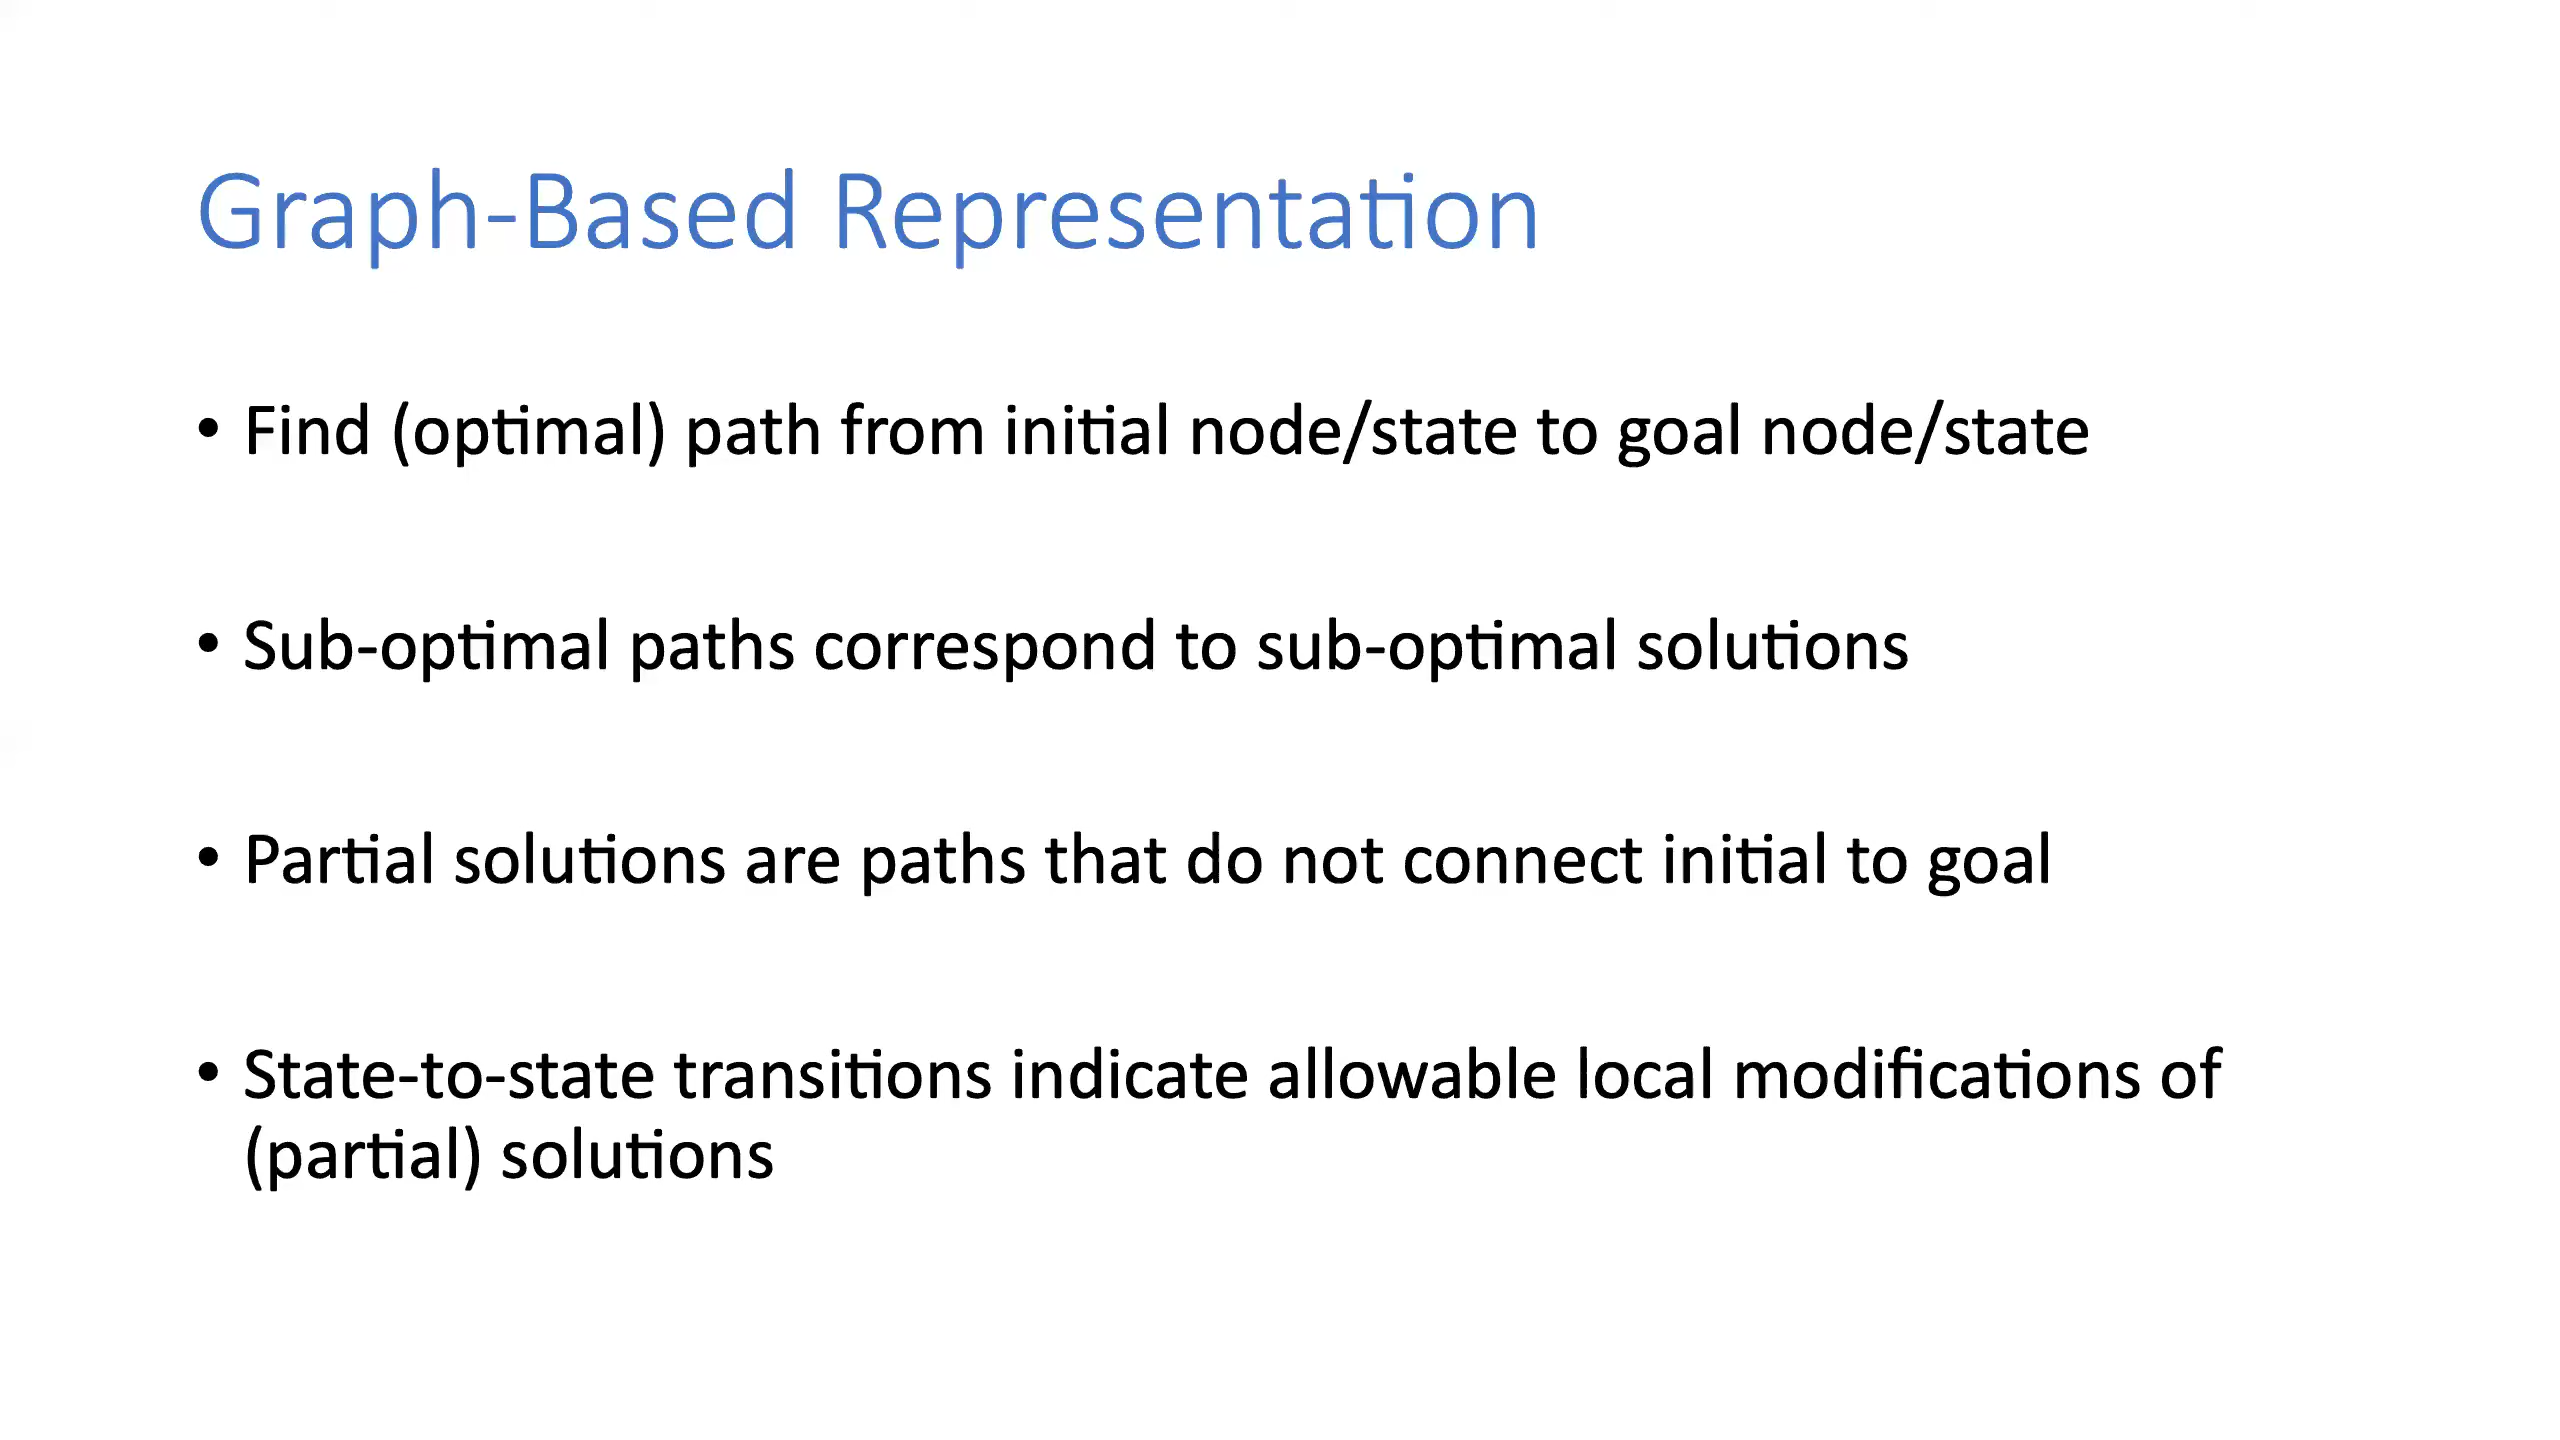 Graph-Based Representation
• Find (optimal) path from initial node/state to goal node/state
• Sub-optimal paths correspond to sub-optimal solutions
• Partial solutions are paths that do not connect initial to goal
• State-to-state transitions indicate allowable local modifications of
(partial) solutions